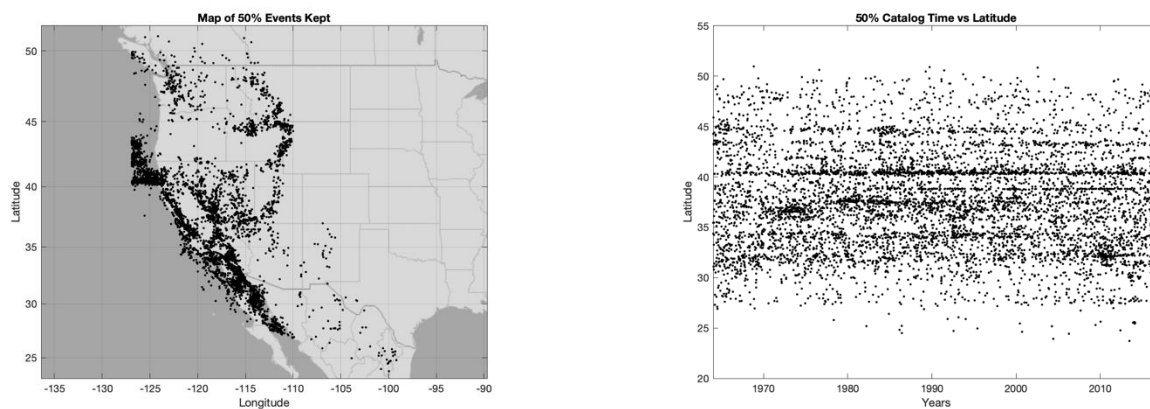 Map of 50% Events Kept
50
45
40
35
30
25
Latitude
-135 -130 -125 -120 -115 -110 -105 -100 -95 -90
Longitude
50% Catalog Time vs Latitude
55
50
45
40
35
30
25
20
Latitude
1970 1980 1990 2000 2010
Years